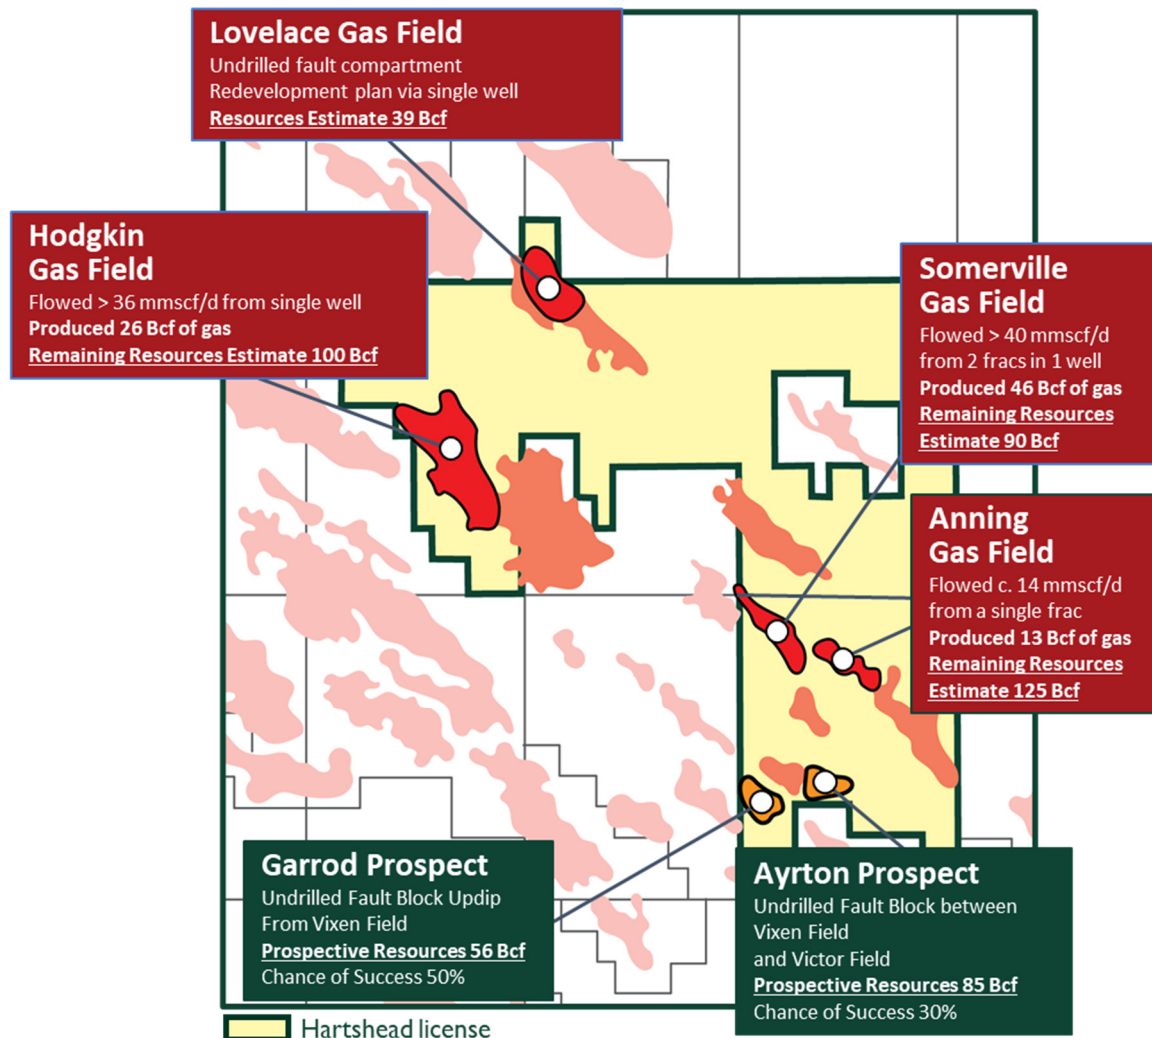 Lovelace Gas Field
Undrilled fault compartment
Redevelopment plan via single well
Resources Estimate 39 Bcf
Hodgkin
Gas Field
Flowed > 36 mmscf/d from single well
Produced 26 Bcf of gas
Remaining Resources Estimate 100 Bcf
Somerville
Gas Field
Flowed > 40 mmscf/d
from 2 fracs in 1 well
Produced 46 Bcf of gas
Remaining Resources
Estimate 90 Bcf
Anning
Gas Field
Flowed c. 14 mmscf/d
from a single frac
Produced 13 Bcf of gas
Remaining Resources
Estimate 125 Bcf
Garrod Prospect
Undrilled Fault Block Updip
From Vixen Field
Prospective Resources 56 Bcf
Chance of Success 50%
Ayrton Prospect
Undrilled Fault Block between
Vixen Field
and Victor Field
Prospective Resources 85 Bcf
Chance of Success 30%
Hartshead license